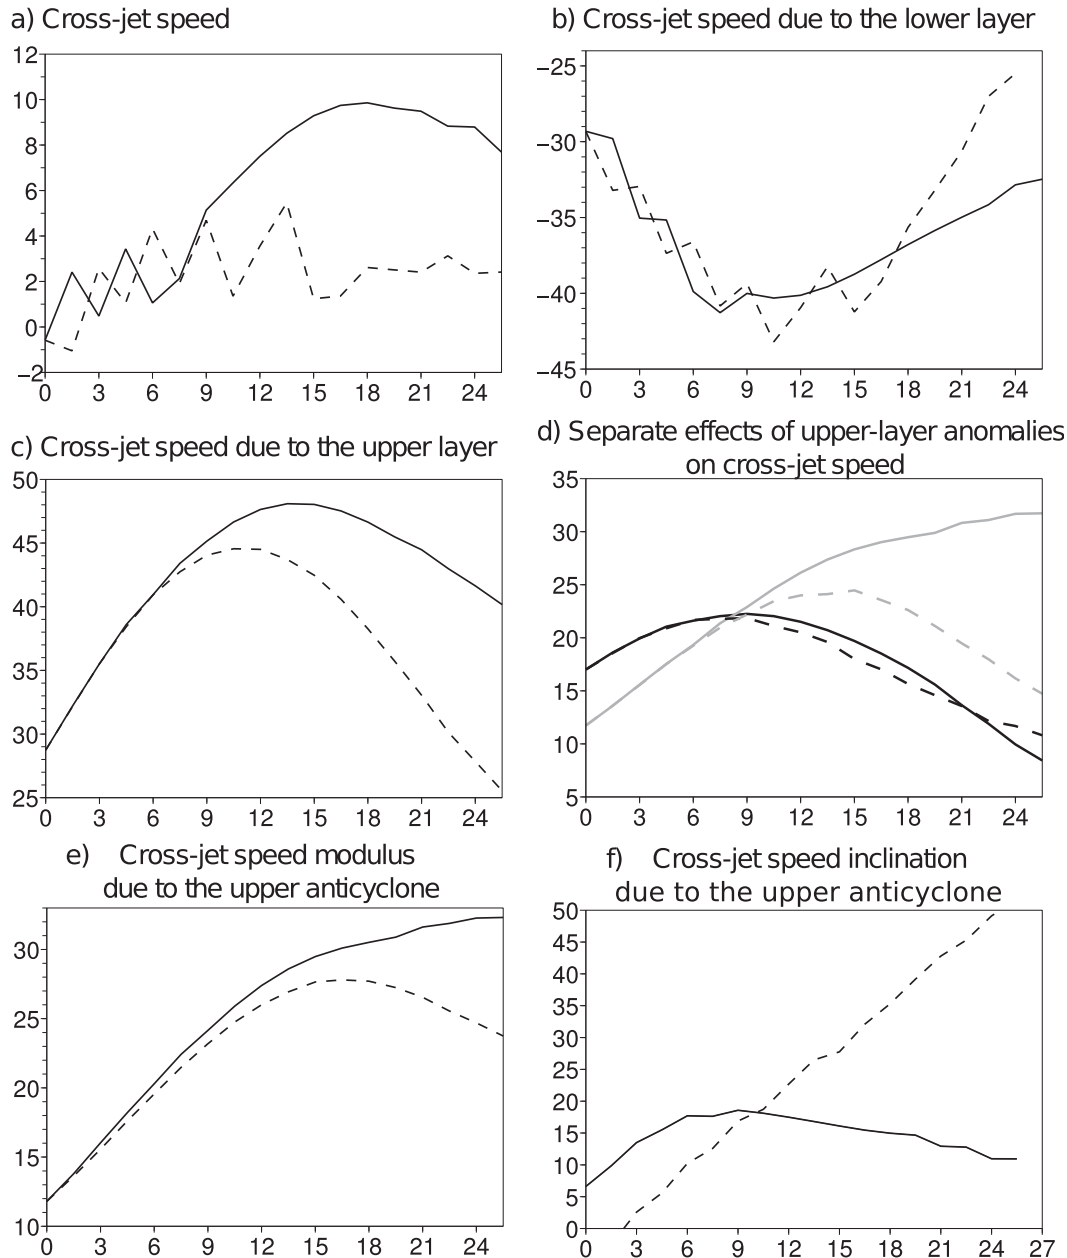 a) Cross-jet speed
12
10
8
6
4
2
0
−2
0 3 6 9 12 15 18 21 24
b) Cross-jet speed due to the lower layer
−25
−30
−35
−40
−45
0 3 6 9 12 15 18 21 24
c) Cross-jet speed due to the upper layer
50
45
40
35
30
25
0 3 6 9 12 15 18 21 24
d) Separate effects of upper-layer anomalies
on cross-jet speed
35
30
25
20
15
10
5
0 3 6 9 12 15 18 21 24
e) Cross-jet speed modulus
due to the upper anticyclone
30
25
20
15
10
0 3 6 9 12 15 18 21 24
f) Cross-jet speed inclination
due to the upper anticyclone
50
45
40
35
30
25
20
15
10
5
0
0 3 6 9 12 15 18 21 24 27